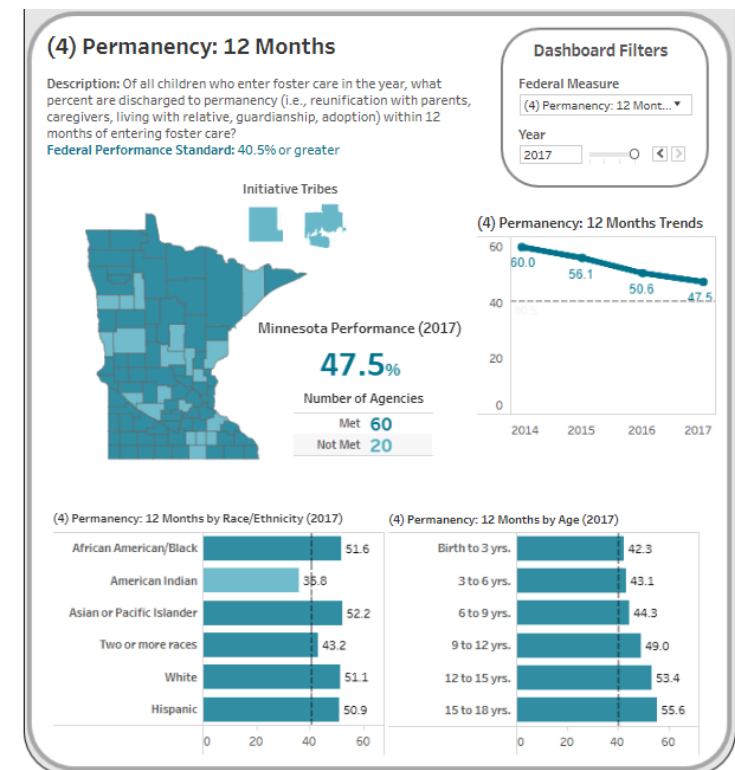 (4) Permanency: 12 Months
Description: Of all children who enter foster care in the year, what
percent are discharged to permanency (i.e., reunification with parents,
caregivers, living with relative, guardianship, adoption) within 12
months of entering foster care?
Federal Performance Standard: 40.5% or greater
Dashboard Filters
Federal Measure
(4) Permanency: 12 Mont...
Year
2017
Initiative Tribes
Minnesota Performance (2017)
47.5%
Number of Agencies
Met 60
Not Met 20
(4) Permanency: 12 Months Trends
60
40
20
0
60.0
56.1
50.6
47.5
40.5
2014 2015 2016 2017
(4) Permanency: 12 Months by Race/Ethnicity (2017)
African American/Black 51.6
American Indian 35.8
Asian or Pacific Islander 52.2
Two or more races 43.2
White 51.1
Hispanic 50.9
0 20 40 60
(4) Permanency: 12 Months by Age (2017)
Birth to 3 yrs. 42.3
3 to 6 yrs. 43.1
6 to 9 yrs. 44.3
9 to 12 yrs. 49.0
12 to 15 yrs. 53.4
15 to 18 yrs. 55.6
0 20 40 60